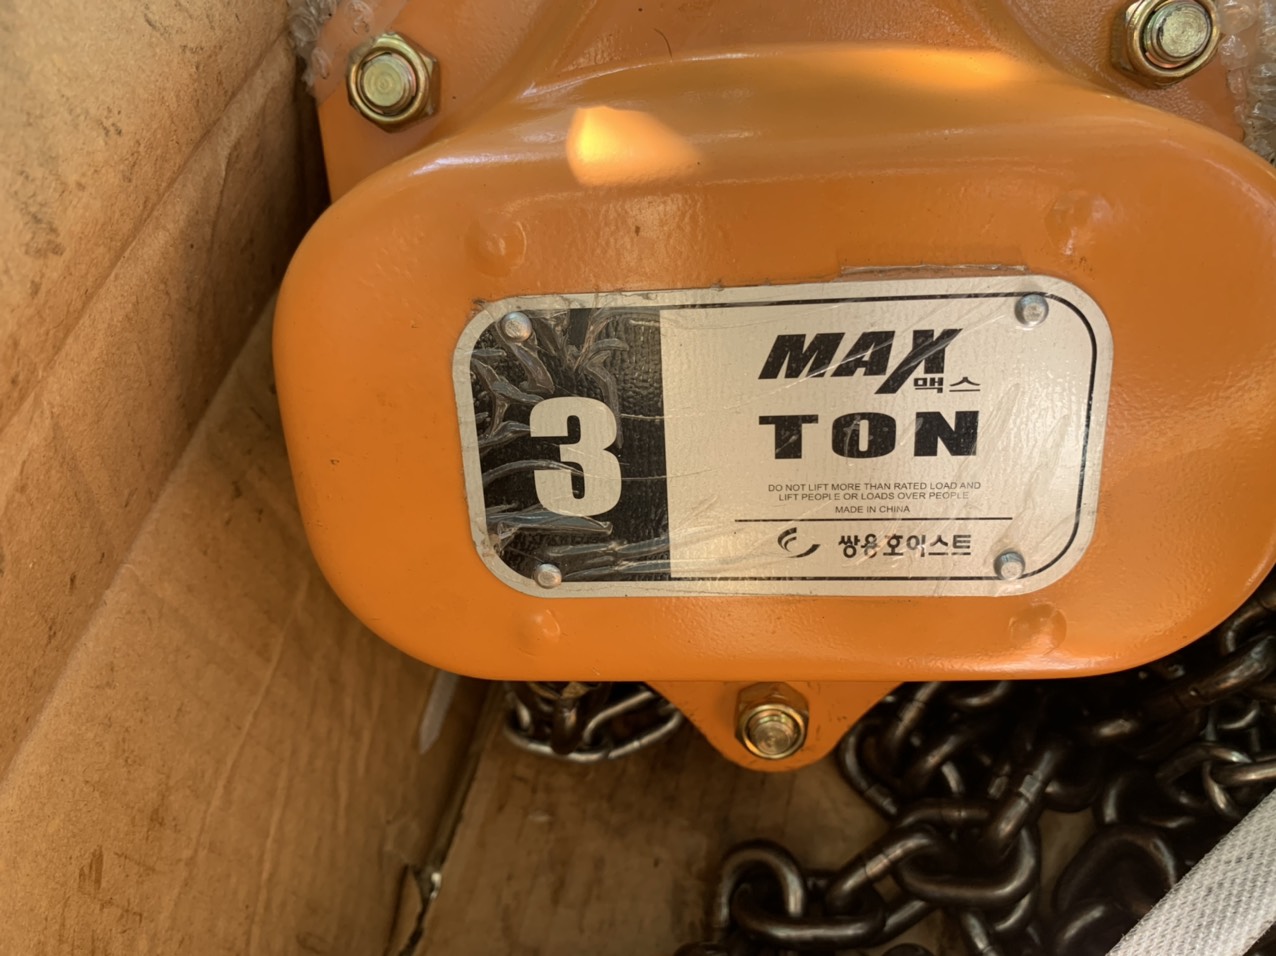 3
MAX
맥스
TON
DO NOT LIFT MORE THAN RATED LOAD AND
LIFT PEOPLE OR LOADS OVER PEOPLE
MADE IN CHINA
쌍용호이스트